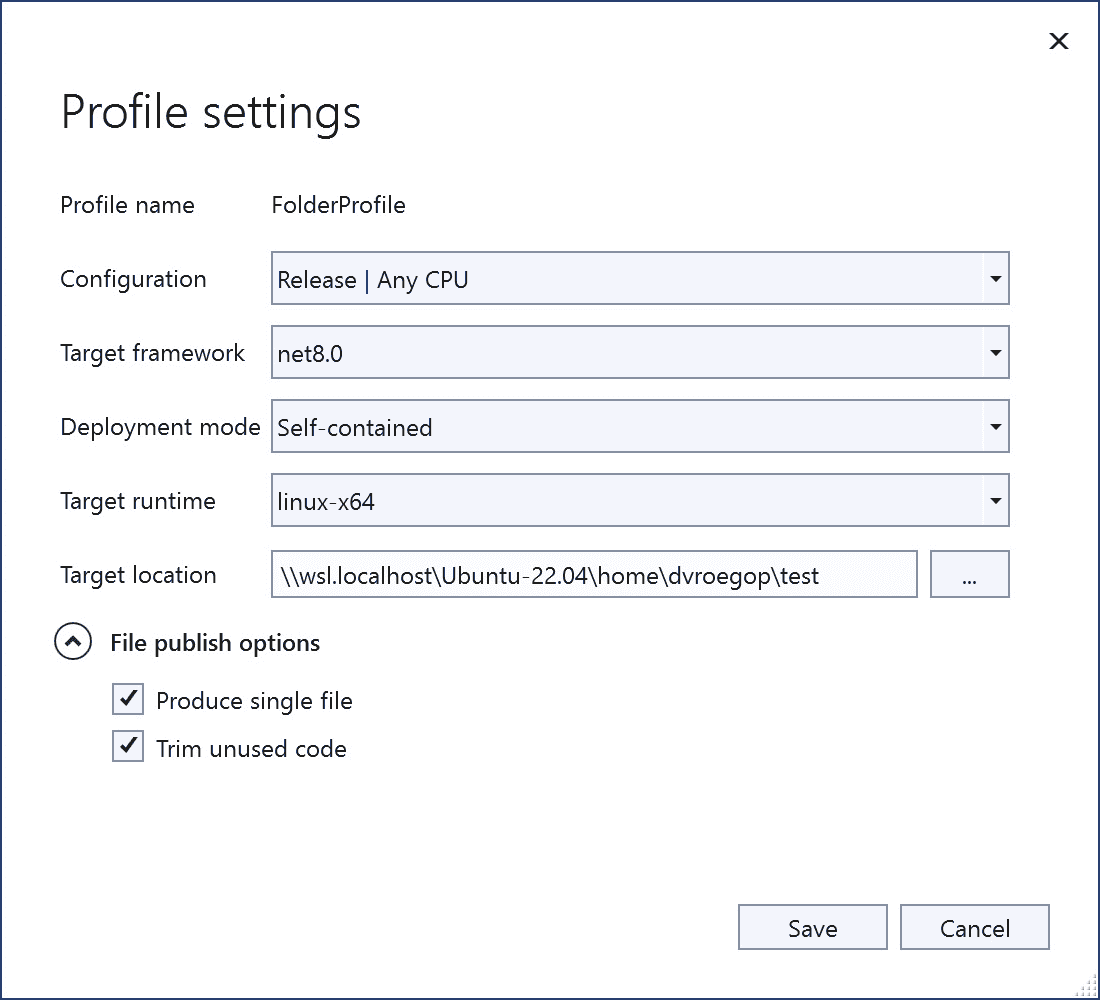 Profile settings
Profile name FolderProfile
Configuration Release | Any CPU
Target framework net8.0
Deployment mode Self-contained
Target runtime linux-x64
Target location \\wsl.localhost\Ubuntu-22.04\home\dvroegop\test ...
File publish options
Produce single file
Trim unused code
Save Cancel